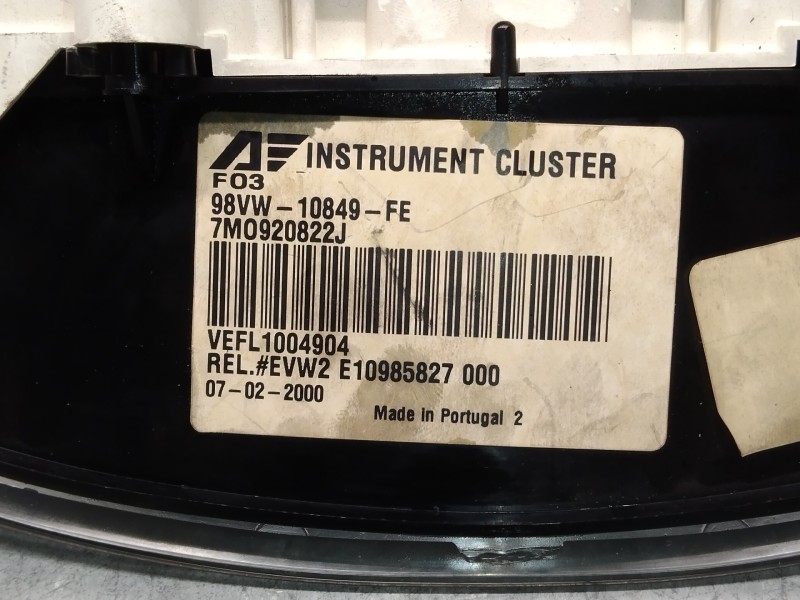 AF INSTRUMENT CLUSTER
F03
98VW-10849-FE
7M0920822J
VEFL1004904
REL.#EVW2 E10985827 000
07-02-2000
Made in Portugal 2